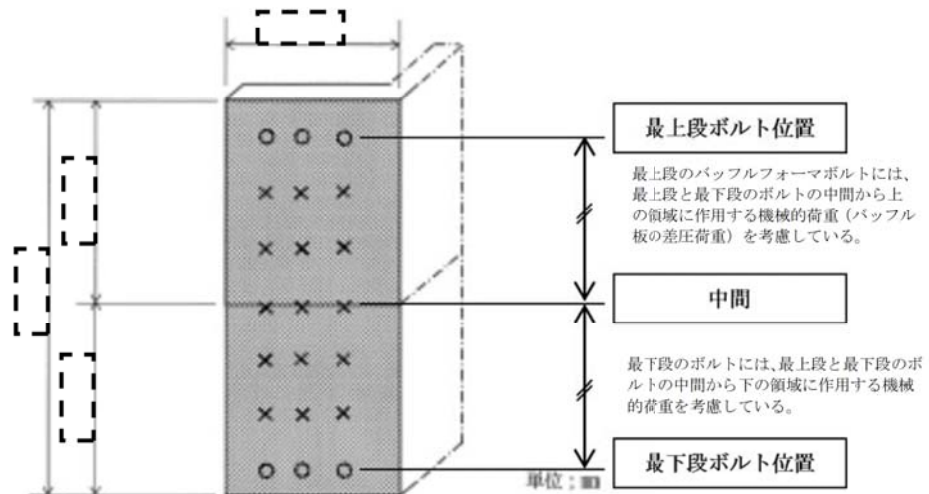 最上段ボルト位置
最上段のバッフルフォーマボルトには、
最上段と最下段のボルトの中間から上
の領域に作用する機械的荷重（バッフル
板の差圧荷重）を考慮している。
中間
最下段のボルトには、最上段と最下段のボ
ルトの中間から下の領域に作用する機械
的荷重を考慮している。
最下段ボルト位置
単位：mm